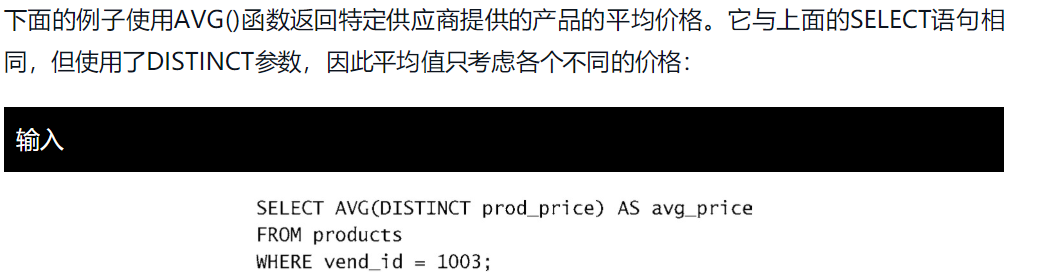 下面的例子使用AVG()函数返回特定供应商提供的产品的平均价格。它与上面的SELECT语句相
同，但使用了DISTINCT参数，因此平均值只考虑各个不同的价格：
输入
SELECT AVG(DISTINCT prod_price) AS avg_price
FROM products
WHERE vend_id = 1003;